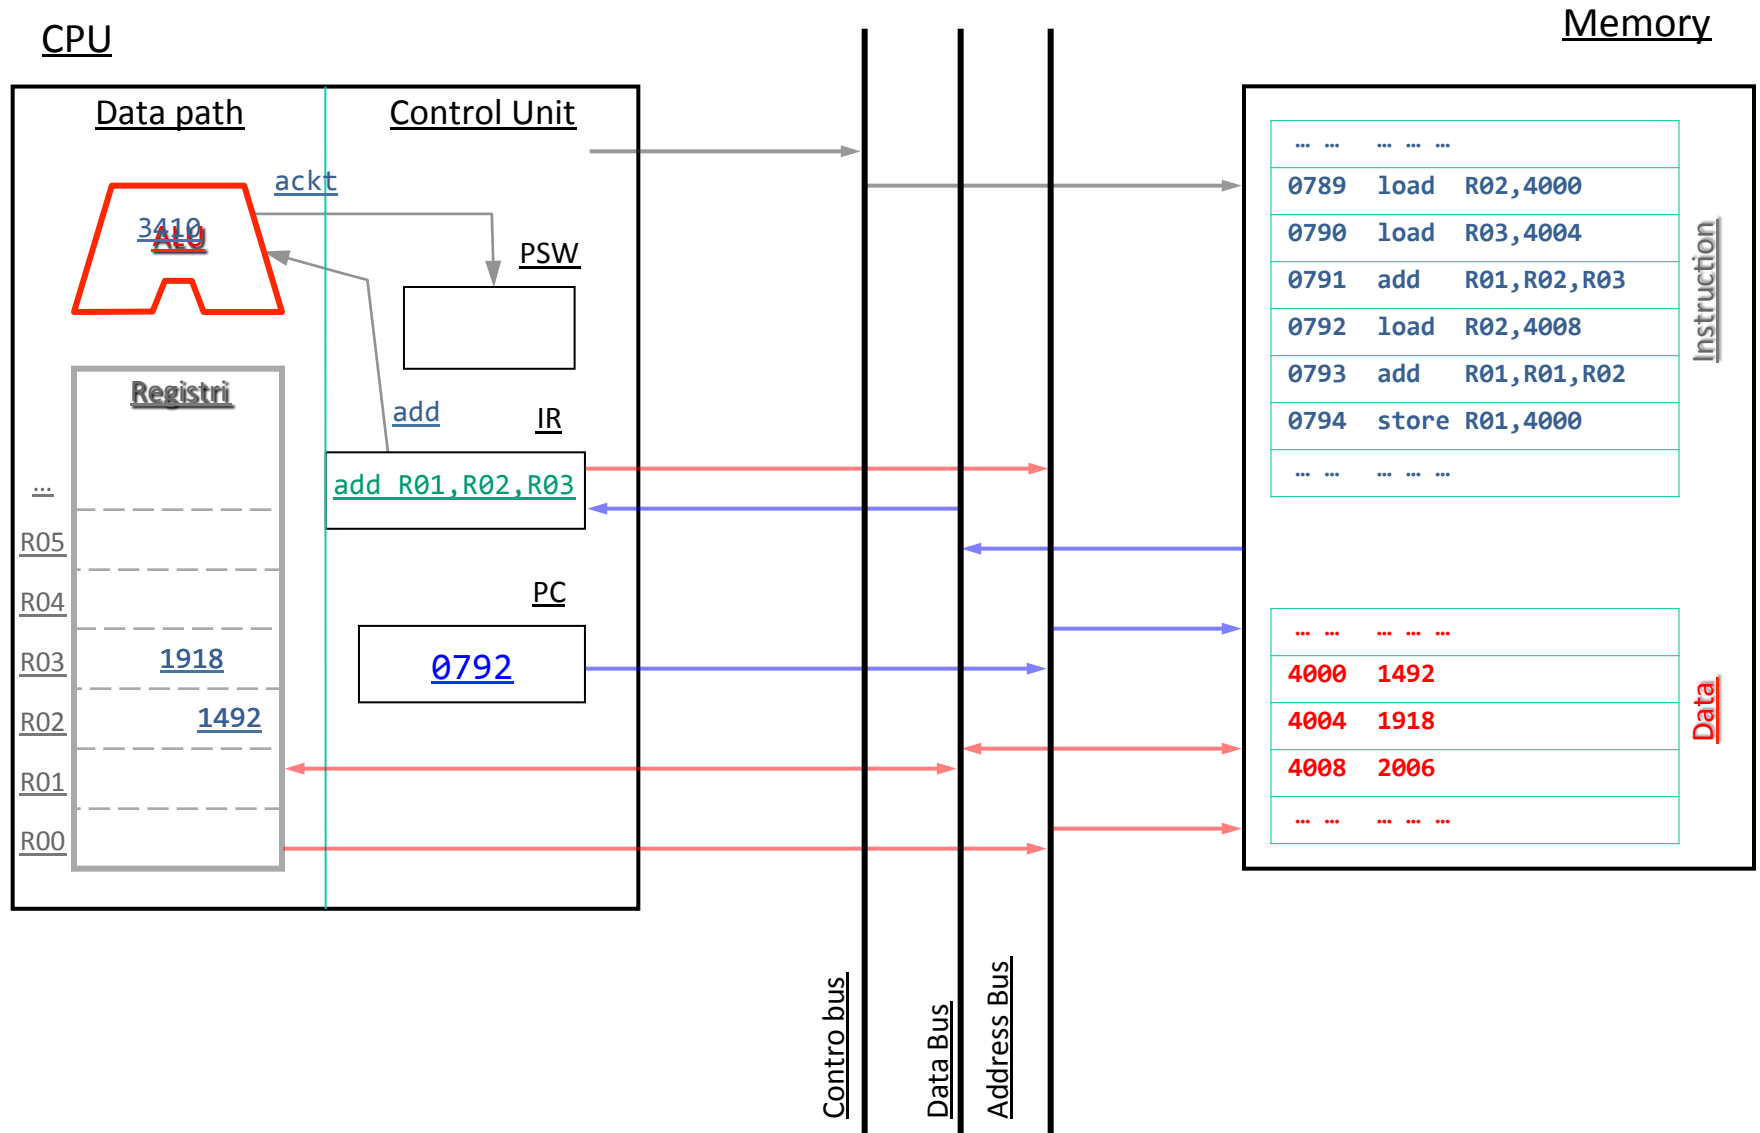 CPU
Memory
Data path
Control Unit
ackt
3410
ALU
PSW
Registri
add
IR
add R01,R02,R03
…
R05
R04
R03
1918
R02
1492
R01
R00
PC
0792
Contro bus
Data Bus
Address Bus
… … … … …
0789 load R02,4000
0790 load R03,4004
0791 add R01,R02,R03
0792 load R02,4008
0793 add R01,R01,R02
0794 store R01,4000
… … … … …
Instruction
… … … … …
4000 1492
4004 1918
4008 2006
… … … … …
Data